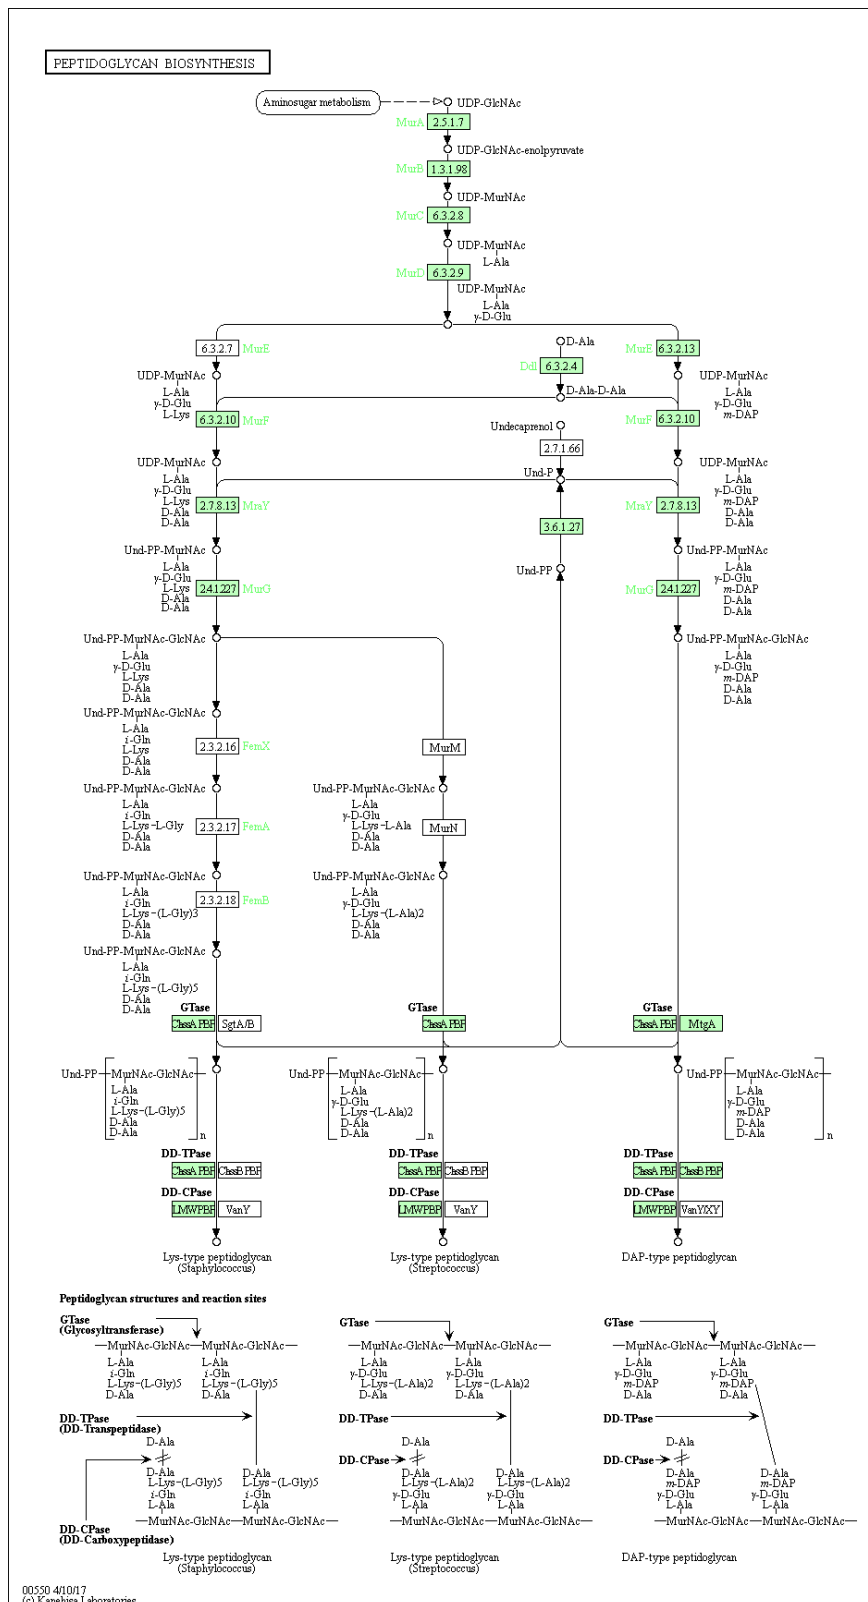 PEPTIDOGLYCAN BIOSYNTHESIS
Aminosugar metabolism
UDP-GlcNAc
MurA 2.5.1.7
UDP-GlcNAc-enolpyruvate
MurB 1.3.1.98
UDP-MurNAc
MurC 6.3.2.8
UDP-MurNAc
L-Ala
MurD 6.3.2.9
UDP-MurNAc
L-Ala
γ-D-Glu
6.3.2.7 MurE
D-Ala
Ddl 6.3.2.4
MurE 6.3.2.13
UDP-MurNAc
L-Ala
γ-D-Glu
L-Lys
D-Ala-D-Ala
UDP-MurNAc
L-Ala
γ-D-Glu
m-DAP
6.3.2.10 MurF
MurF 6.3.2.10
Undecaprenol
2.7.1.66
Und-P
UDP-MurNAc
L-Ala
γ-D-Glu
L-Lys
D-Ala
D-Ala
UDP-MurNAc
L-Ala
γ-D-Glu
m-DAP
D-Ala
D-Ala
2.7.8.13 MraY
MraY 2.7.8.13
3.6.1.27
Und-PP
Und-PP-MurNAc
L-Ala
γ-D-Glu
L-Lys
D-Ala
D-Ala
Und-PP-MurNAc
L-Ala
γ-D-Glu
m-DAP
D-Ala
D-Ala
2.4.1.227 MurG
MurG 2.4.1.227
Und-PP-MurNAc-GlcNAc
L-Ala
γ-D-Glu
L-Lys
D-Ala
D-Ala
Und-PP-MurNAc-GlcNAc
L-Ala
γ-D-Glu
m-DAP
D-Ala
D-Ala
Und-PP-MurNAc-GlcNAc
L-Ala
i-Gln
L-Lys
D-Ala
D-Ala
2.3.2.16 FemX
MurM
Und-PP-MurNAc-GlcNAc
L-Ala
i-Gln
L-Lys-L-Gly
D-Ala
D-Ala
Und-PP-MurNAc-GlcNAc
L-Ala
γ-D-Glu
L-Lys-L-Ala
D-Ala
D-Ala
2.3.2.17 FemA
MurN
Und-PP-MurNAc-GlcNAc
L-Ala
i-Gln
L-Lys-(L-Gly)3
D-Ala
D-Ala
Und-PP-MurNAc-GlcNAc
L-Ala
γ-D-Glu
L-Lys-(L-Ala)2
D-Ala
D-Ala
2.3.2.18 FemB
Und-PP-MurNAc-GlcNAc
L-Ala
i-Gln
L-Lys-(L-Gly)5
D-Ala
D-Ala
GTase
ClassA PBP SgtA/B
GTase
ClassA PBP
GTase
ClassA PBP MtgA
Und-PP MurNAc-GlcNAc
L-Ala
i-Gln
L-Lys-(L-Gly)5
D-Ala
D-Ala
n
Und-PP MurNAc-GlcNAc
L-Ala
γ-D-Glu
L-Lys-(L-Ala)2
D-Ala
D-Ala
n
Und-PP MurNAc-GlcNAc
L-Ala
γ-D-Glu
m-DAP
D-Ala
D-Ala
n
DD-TPase
ClassA PBP ClassB PBP
DD-TPase
ClassA PBP ClassB PBP
DD-TPase
ClassA PBP ClassB PBP
DD-CPase
LMWPBP VanY
DD-CPase
LMWPBP VanY
DD-CPase
LMWPBP VanY/XY
Lys-type peptidoglycan
(Staphylococcus)
Lys-type peptidoglycan
(Streptococcus)
DAP-type peptidoglycan
Peptidoglycan structures and reaction sites
GTase
(Glycosyltransferase)
MurNAc-GlcNAc MurNAc-GlcNAc
L-Ala L-Ala
i-Gln i-Gln
L-Lys-(L-Gly)5 L-Lys-(L-Gly)5
D-Ala D-Ala
DD-TPase
(DD-Transpeptidase)
D-Ala
D-Ala D-Ala
L-Lys-(L-Gly)5 L-Lys-(L-Gly)5
i-Gln i-Gln
L-Ala L-Ala
MurNAc-GlcNAc MurNAc-GlcNAc
DD-CPase
(DD-Carboxypeptidase)
Lys-type peptidoglycan
(Staphylococcus)
GTase
MurNAc-GlcNAc MurNAc-GlcNAc
L-Ala L-Ala
γ-D-Glu γ-D-Glu
L-Lys-(L-Ala)2 L-Lys-(L-Ala)2
D-Ala D-Ala
DD-TPase
D-Ala
DD-CPase
D-Ala D-Ala
L-Lys-(L-Ala)2 L-Lys-(L-Ala)2
γ-D-Glu γ-D-Glu
L-Ala L-Ala
MurNAc-GlcNAc MurNAc-GlcNAc
Lys-type peptidoglycan
(Streptococcus)
GTase
MurNAc-GlcNAc MurNAc-GlcNAc
L-Ala L-Ala
γ-D-Glu γ-D-Glu
m-DAP m-DAP
D-Ala D-Ala
DD-TPase
D-Ala
DD-CPase
D-Ala D-Ala
m-DAP m-DAP
γ-D-Glu γ-D-Glu
L-Ala L-Ala
MurNAc-GlcNAc MurNAc-GlcNAc
DAP-type peptidoglycan
00550 4/10/17
(c) Kanehisa Laboratories